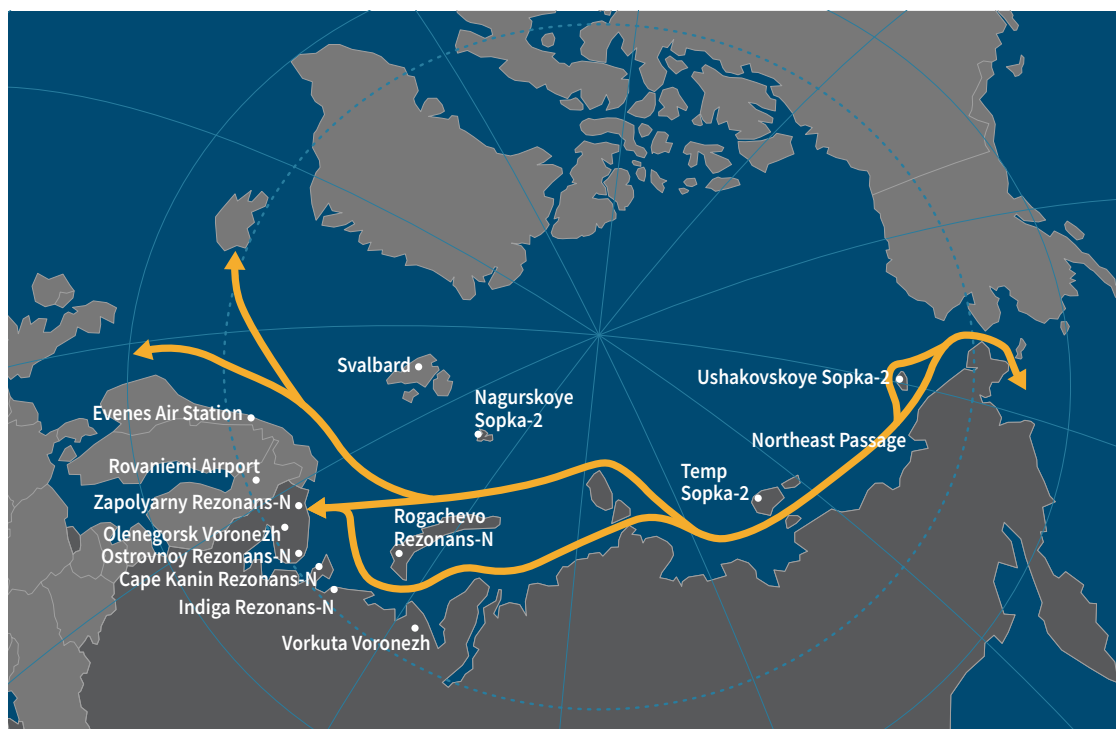 Svalbard
Nagurskoye
Sopka-2
Ushakovskoye Sopka-2
Evenes Air Station
Northeast Passage
Rovaniemi Airport
Temp
Sopka-2
Zapolyarny Rezonans-N
Rogachevo
Rezonans-N
Olenegorsk Voronezh
Ostrovnoy Rezonans-N
Cape Kanin Rezonans-N
Indiga Rezonans-N
Vorkuta Voronezh